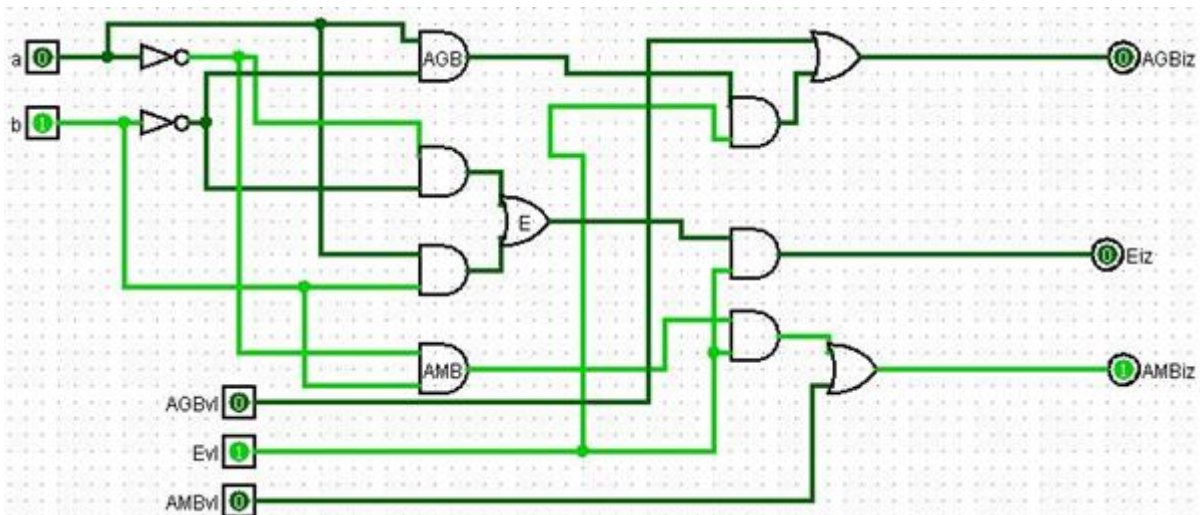 a 0
AGB
AGBiz 0
b 1
E
Eiz 0
AMB
AMBiz 1
AGBvl 0
Evl 1
AMBvl 0